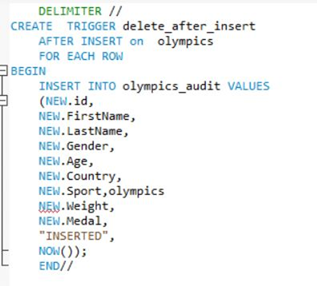 DELIMITER //
CREATE TRIGGER delete_after_insert
AFTER INSERT on olympics
FOR EACH ROW
BEGIN
INSERT INTO olympics_audit VALUES
(NEW.id,
NEW.FirstName,
NEW.LastName,
NEW.Gender,
NEW.Age,
NEW.Country,
NEW.Sport,olympics
NEW.Weight,
NEW.Medal,
"INSERTED",
NOW());
END//